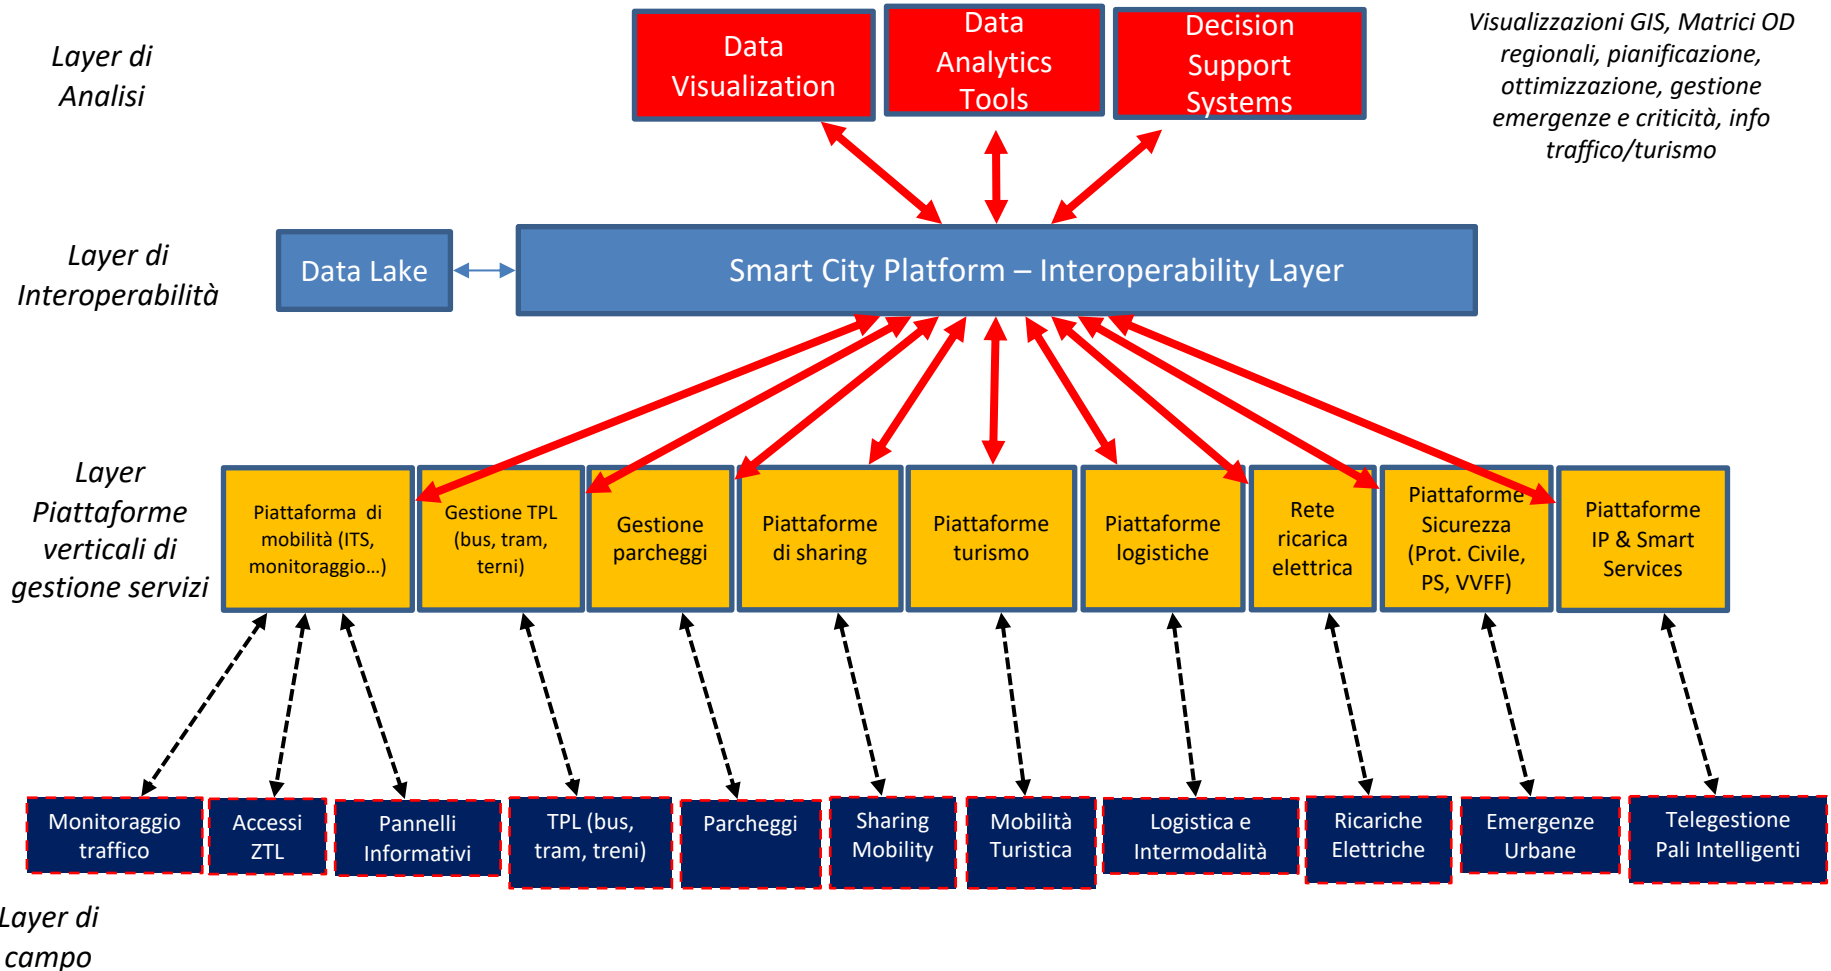 Layer di
Analisi
Data
Visualization
Data
Analytics
Tools
Decision
Support
Systems
Visualizzazioni GIS, Matrici OD
regionali, pianificazione,
ottimizzazione, gestione
emergenze e criticità, info
traffico/turismo
Layer di
Interoperabilità
Data Lake
Smart City Platform – Interoperability Layer
Layer
Piattaforme
verticali di
gestione servizi
Piattaforma di
mobilità (ITS,
monitoraggio…)
Gestione TPL
(bus, tram,
terni)
Gestione
parcheggi
Piattaforme
di sharing
Piattaforme
turismo
Piattaforme
logistiche
Rete
ricarica
elettrica
Piattaforme
Sicurezza
(Prot. Civile,
PS, VVFF)
Piattaforme
IP & Smart
Services
Monitoraggio
traffico
Accessi
ZTL
Pannelli
Informativi
TPL (bus,
tram, treni)
Parcheggi
Sharing
Mobility
Mobilità
Turistica
Logistica e
Intermodalità
Ricariche
Elettriche
Emergenze
Urbane
Telegestione
Pali Intelligenti
Layer di
campo